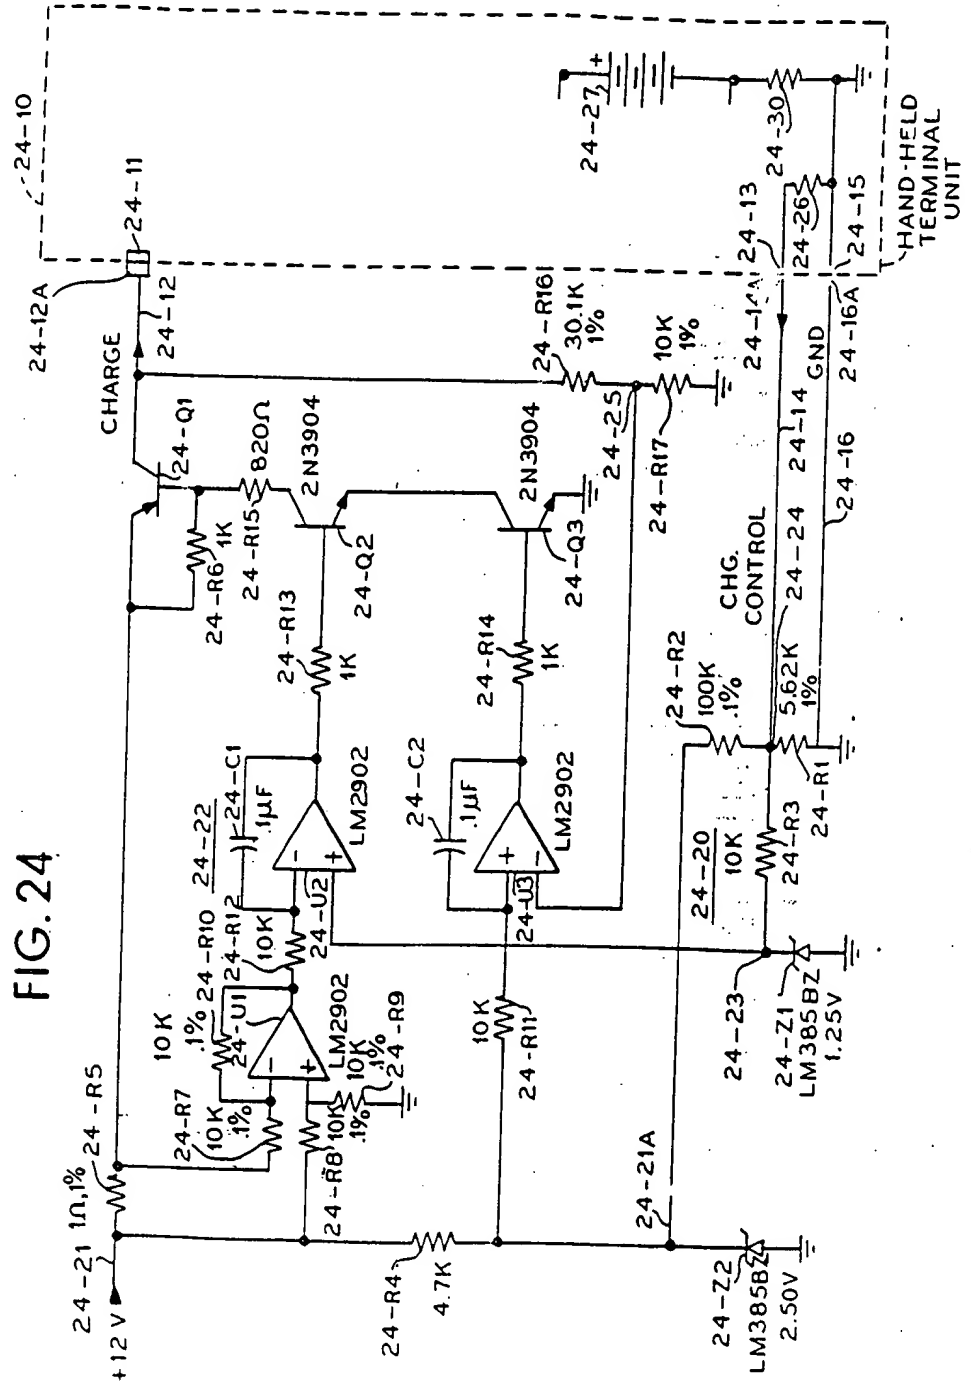 FIG. 24
+12 V
24-21
1Ω, 1%
24-R5
24-R7
10K
.1%
10K
.1%
24-R10
24-U1
LM2902
24-R8
10K
.1%
10K
.1%
24-R9
24-R12
10K
24-22
24-C1
.1µF
24-U2
LM2902
24-R13
1K
24-R6
1K
24-R15
820Ω
24-Q1
CHARGE
24-12
24-12A
24-11
24-10
2N3904
24-Q2
24-R4
4.7K
10K
24-R11
24-U3
24-C2
.1µF
LM2902
24-R14
1K
2N3904
24-Q3
24-R16
30.1K
1%
24-25
10K
1%
24-R17
24-27
+
24-30
24-26
24-13
24-15
HAND-HELD
TERMINAL
UNIT
24-14A
24-16A
GND
24-14
24-16
CHG.
CONTROL
24-24
24-R2
100K
.1%
5.62K
1%
24-R1
24-20
10K
24-R3
24-23
24-Z1
LM385BZ
1.25V
24-21A
24-Z2
LM385BZ
2.50V